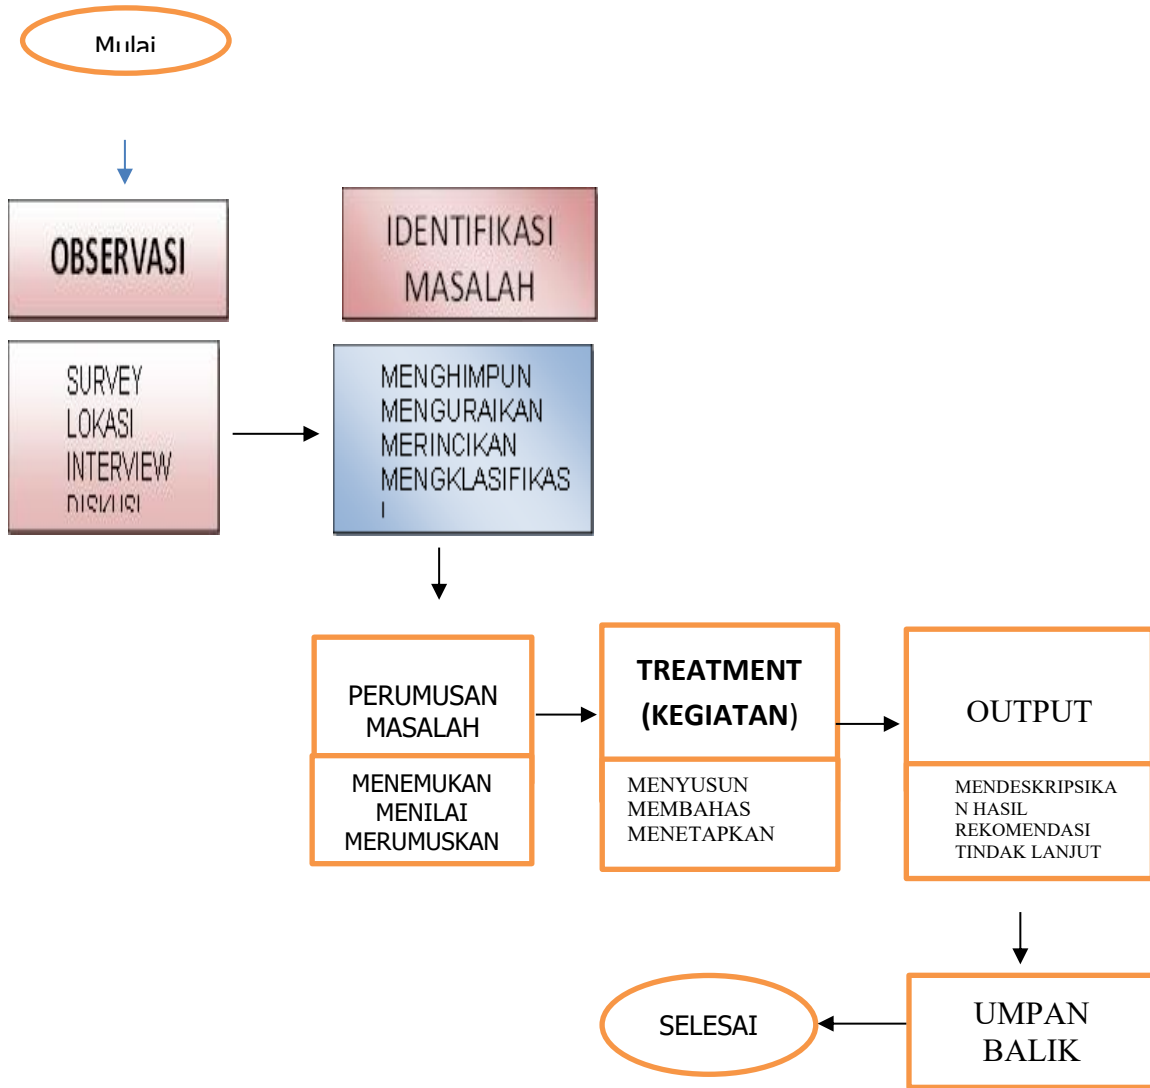 Mulai
OBSERVASI
IDENTIFIKASI
MASALAH
SURVEY
LOKASI
INTERVIEW
DISKUSI
MENGHIMPUN
MENGURAIKAN
MERINCIKAN
MENGKLASIFIKAS
I
PERUMUSAN
MASALAH
MENEMUKAN
MENILAI
MERUMUSKAN
TREATMENT
(KEGIATAN)
MENYUSUN
MEMBAHAS
MENETAPKAN
OUTPUT
MENDESKRIPSIKA
N HASIL
REKOMENDASI
TINDAK LANJUT
UMPAN
BALIK
SELESAI